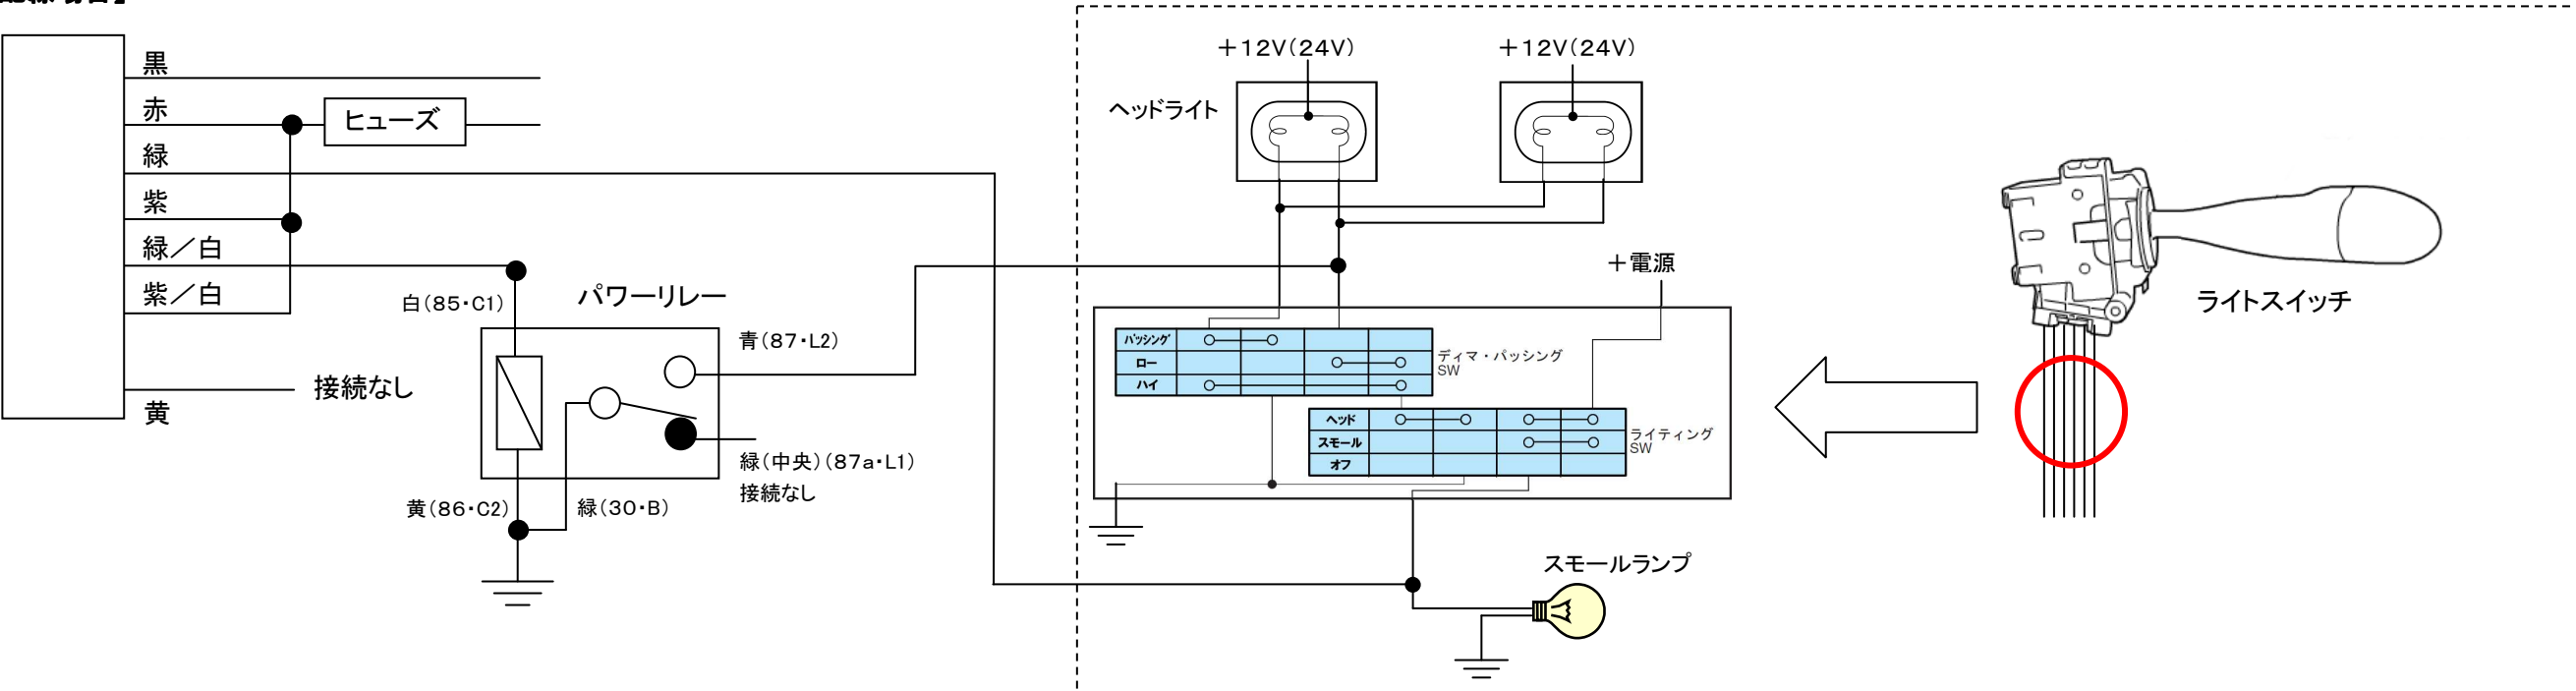 黒
赤
ヒューズ
緑
紫
緑／白
紫／白
黄
接続なし
白(85・C1)
パワーリレー
青(87・L2)
緑(中央)(87a・L1)
接続なし
黄(86・C2)
緑(30・B)
＋12V(24V)
＋12V(24V)
ヘッドライト
＋電源
パッシング
ロー
ハイ
ディマ・パッシング
SW
ヘッド
スモール
オフ
ライティング
SW
スモールランプ
ライトスイッチ